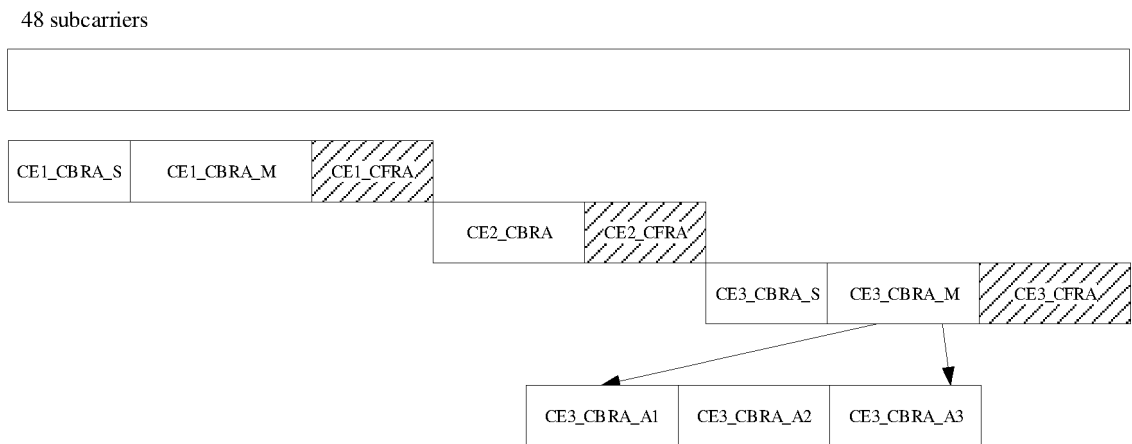 48 subcarriers
CE1_CBRA_S CE1_CBRA_M CE1_CFRA
CE2_CBRA CE2_CFRA
CE3_CBRA_S CE3_CBRA_M CE3_CFRA
CE3_CBRA_A1 CE3_CBRA_A2 CE3_CBRA_A3